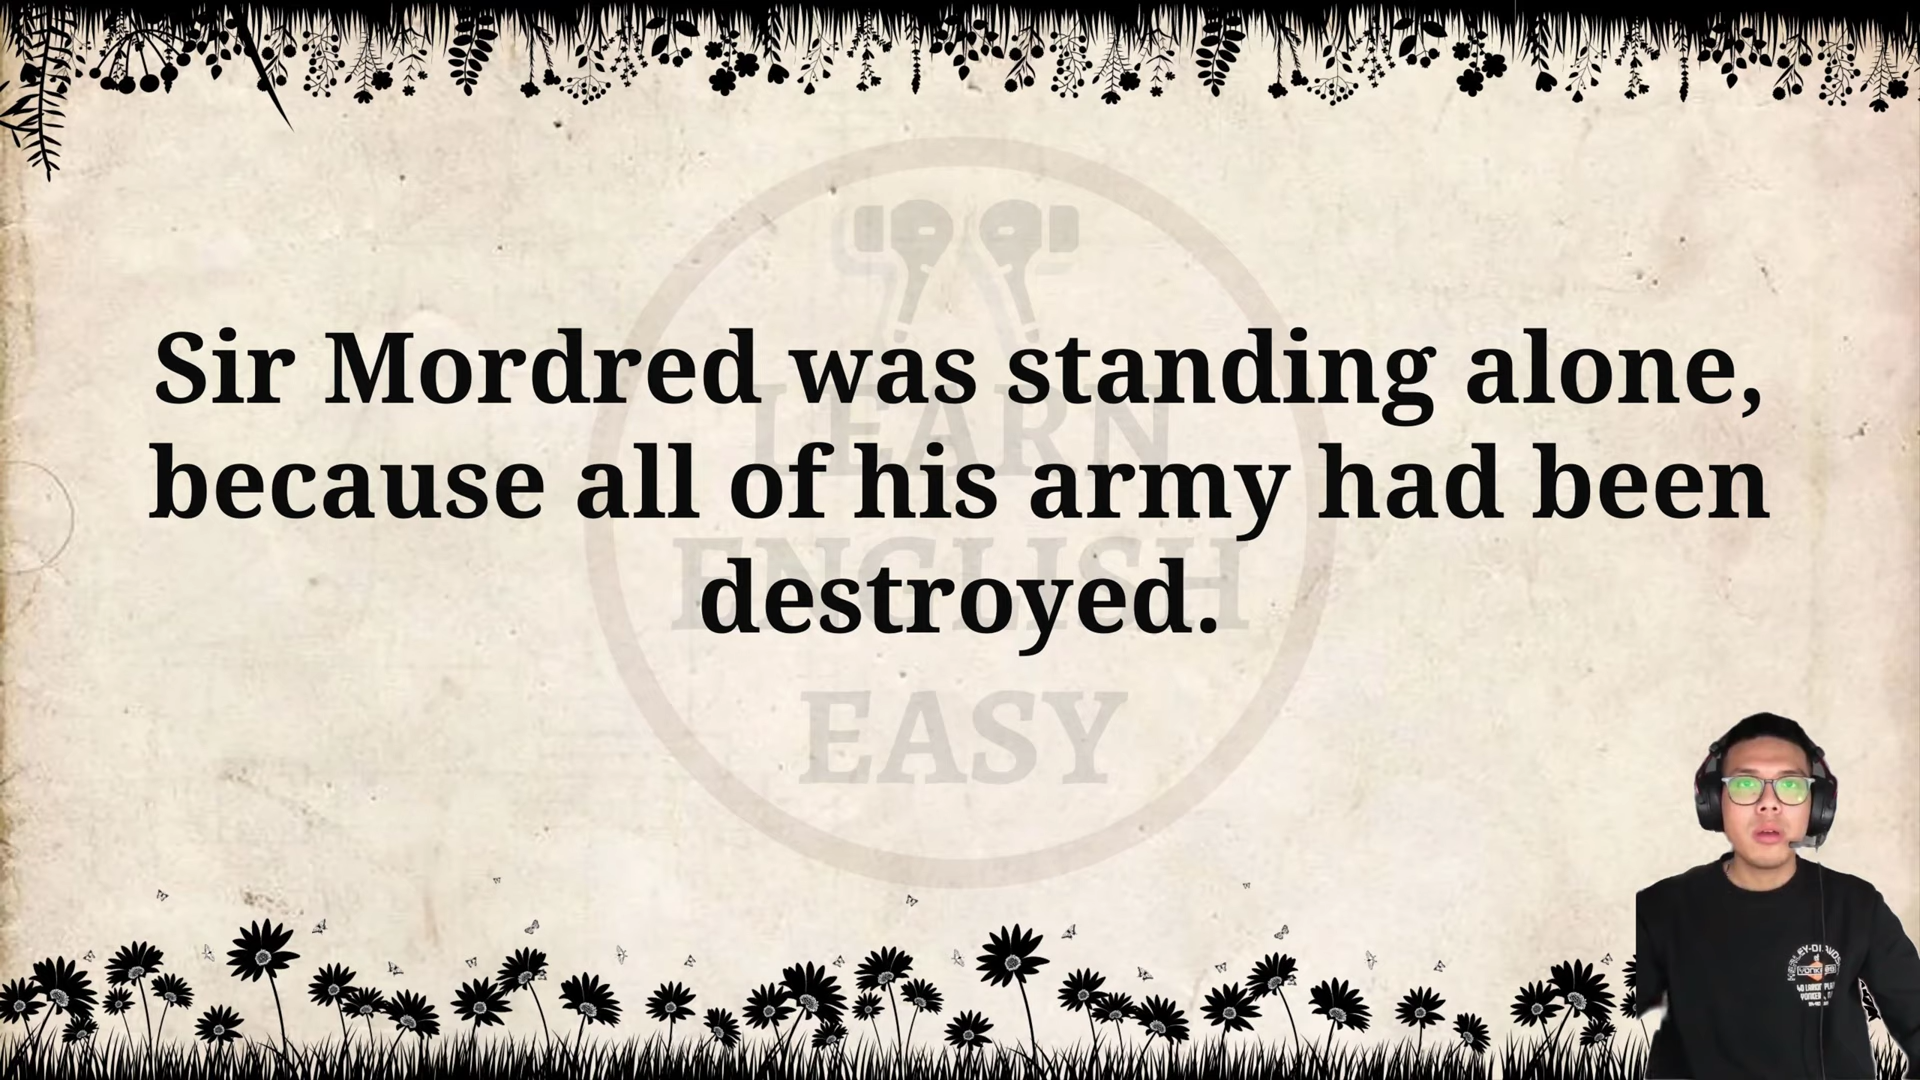 Sir Mordred was standing alone,
because all of his army had been
destroyed.
LEARN
ENGLISH
EASY